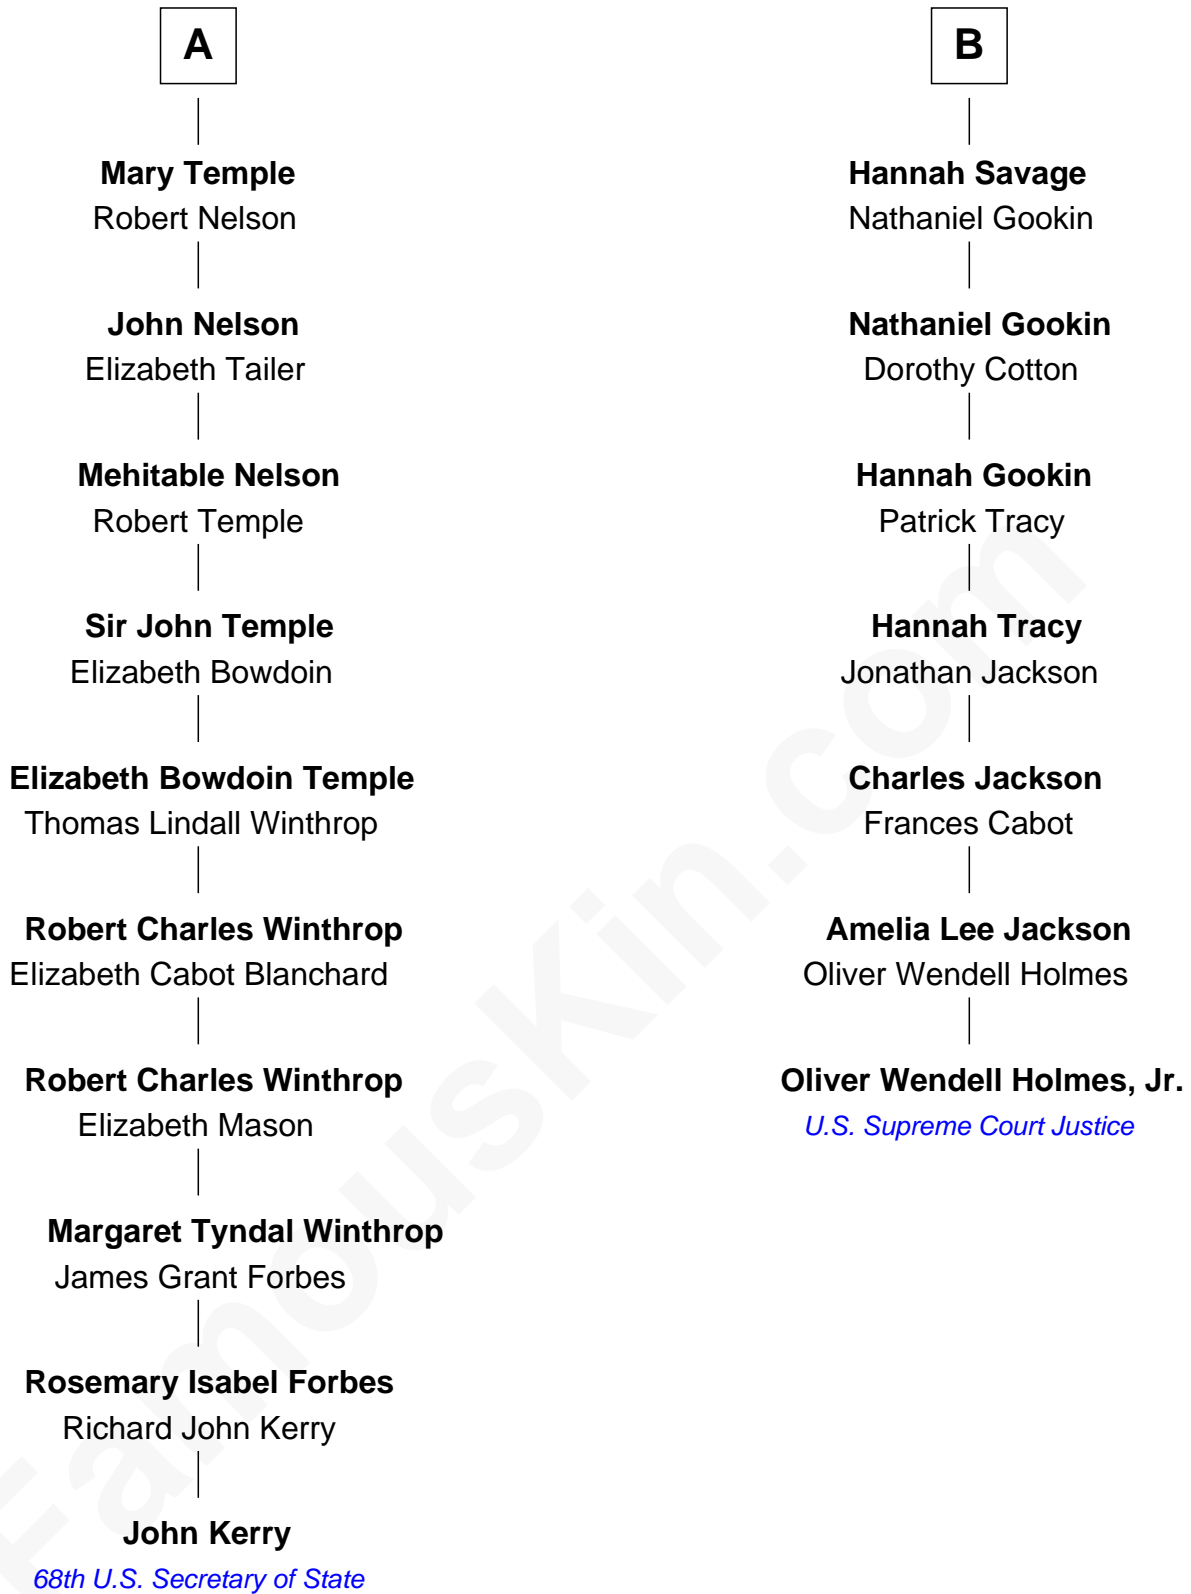 A
Mary Temple
Robert Nelson
John Nelson
Elizabeth Tailer
Mehitable Nelson
Robert Temple
Sir John Temple
Elizabeth Bowdoin
Elizabeth Bowdoin Temple
Thomas Lindall Winthrop
Robert Charles Winthrop
Elizabeth Cabot Blanchard
Robert Charles Winthrop
Elizabeth Mason
Margaret Tyndal Winthrop
James Grant Forbes
Rosemary Isabel Forbes
Richard John Kerry
John Kerry
68th U.S. Secretary of State
B
Hannah Savage
Nathaniel Gookin
Nathaniel Gookin
Dorothy Cotton
Hannah Gookin
Patrick Tracy
Hannah Tracy
Jonathan Jackson
Charles Jackson
Frances Cabot
Amelia Lee Jackson
Oliver Wendell Holmes
Oliver Wendell Holmes, Jr.
U.S. Supreme Court Justice
FamousKin.com